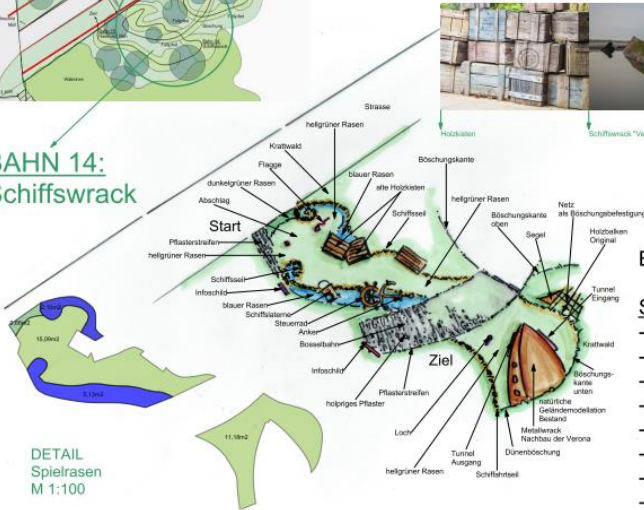 BAHN 14:
Schiffswrack
Strasse
hellgrüner Rasen
Krattwald
Flagge
blauer Rasen
dunkelgrüner Rasen
alte Holzkisten
Abschlag
Schiffsseil
Start
Pflasterstreifen
hellgrüner Rasen
Schiffsseil
Infoschild
blauer Rasen
Schiffslaterne
Steuerrad
Anker
Bosselbahn
Infoschild
holpriges Pflaster
Pflasterstreifen
Ziel
Holzkisten
Schiffswrack "Ve
Böschungskante
hellgrüner Rasen
Böschungskante
oben
Segel
Netz
als Böschungsbefestigung
Holzbalken
Original
Tunnel
Eingang
Krattwald
Böschungs-
kante
unten
natürliche
Geländemodellation
Bestand
Metallwrack
Nachbau der Verona
Dünenböschung
Schifffahrtseil
Tunnel
Ausgang
hellgrüner Rasen
Loch
15,00m2
5,13m2
11,18m2
DETAIL
Spielrasen
M 1:100